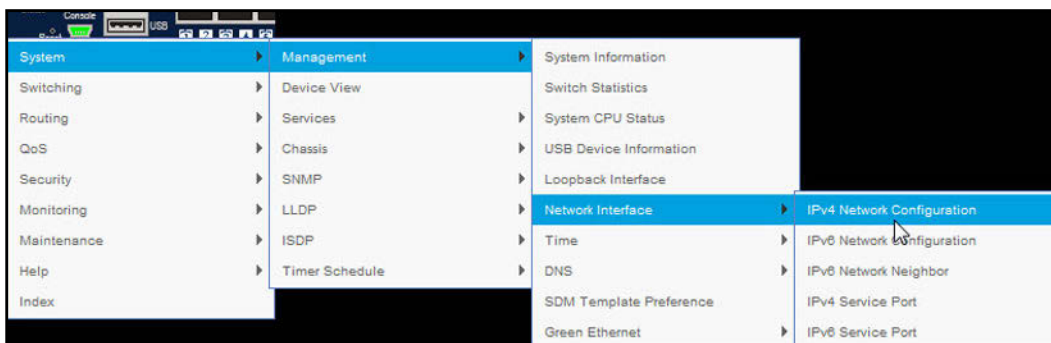 Console
USB
System
Switching
Routing
QoS
Security
Monitoring
Maintenance
Help
Index
Management
Device View
Services
Chassis
SNMP
LLDP
ISDP
Timer Schedule
System Information
Switch Statistics
System CPU Status
USB Device Information
Loopback Interface
Network Interface
Time
DNS
SDM Template Preference
Green Ethernet
IPv4 Network Configuration
IPv6 Network Configuration
IPv6 Network Neighbor
IPv4 Service Port
IPv6 Service Port